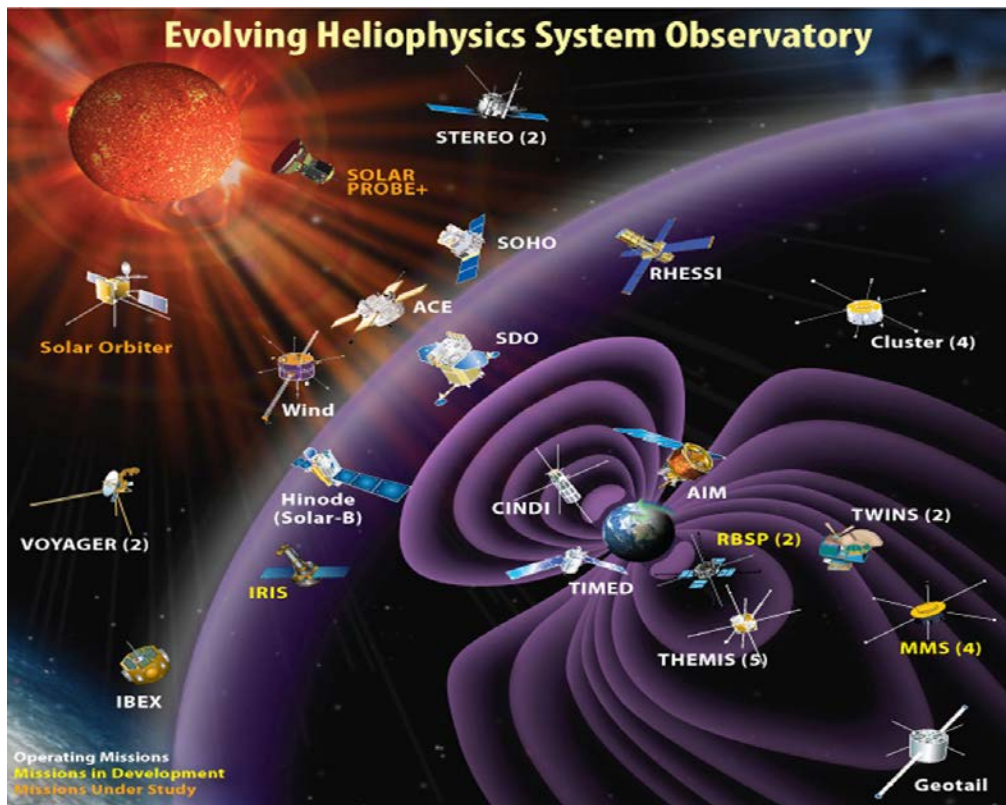 Evolving Heliophysics System Observatory
STEREO (2)
SOLAR
PROBE+
SOHO
RHESSI
ACE
Solar Orbiter
SDO
Cluster (4)
Wind
Hinode
(Solar-B)
CINDI
AIM
VOYAGER (2)
TWINS (2)
RBSP (2)
IRIS
TIMED
THEMIS (5)
MMS (4)
IBEX
Operating Missions
Missions in Development
Missions Under Study
Geotail